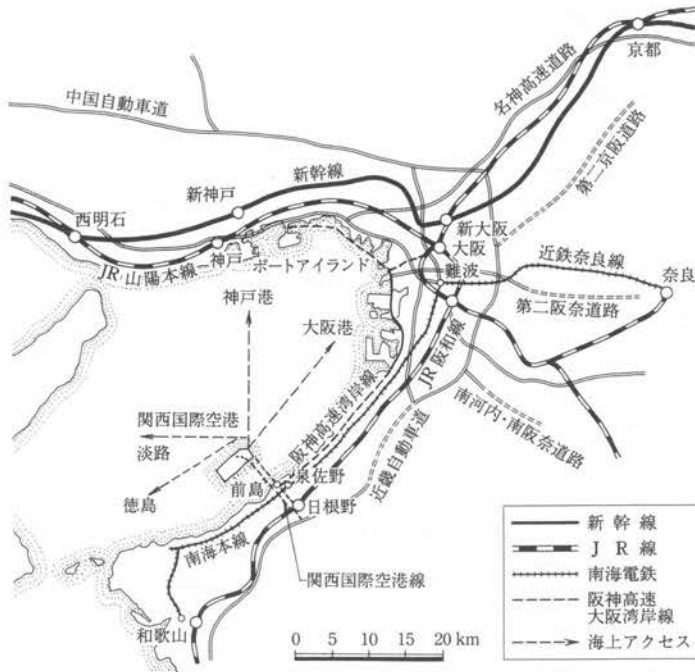 京都
名神高速道路
中国自動車道
第二京阪道路
新幹線
新神戸
西明石
新大阪
大阪
神戸
JR山陽本線
ポートアイランド
難波
近鉄奈良線
奈良
神戸港
第二阪奈道路
大阪港
JR阪和線
阪神高速湾岸線
関西国際空港
淡路
近畿自動車道
南河内・南阪奈道路
泉佐野
前島
徳島
日根野
南海本線
関西国際空港線
和歌山
新幹線
JR線
南海電鉄
阪神高速
大阪湾岸線
海上アクセス
0 5 10 15 20 km